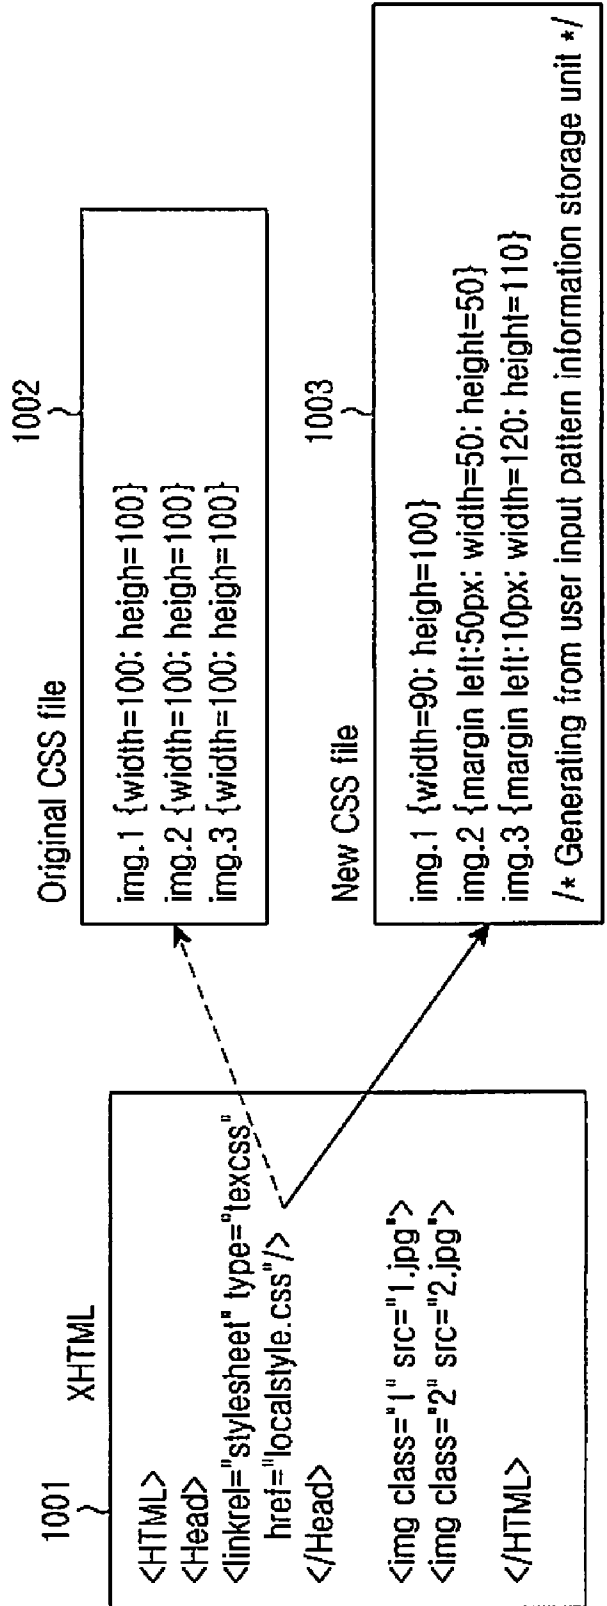 XHTML
1001
<HTML>
<Head>
<linkrel="stylesheet" type="texcss"
href="localstyle.css"/>
</Head>
<img class="1" src="1.jpg">
<img class="2" src="2.jpg">
</HTML>
Original CSS file
1002
img.1 {width=100; heigh=100}
img.2 {width=100; heigh=100}
img.3 {width=100; heigh=100}
New CSS file
1003
img.1 {width=90; heigh=100}
img.2 {margin left:50px; width=50; height=50}
img.3 {margin left:10px; width=120; height=110}
/* Generating from user input pattern information storage unit */